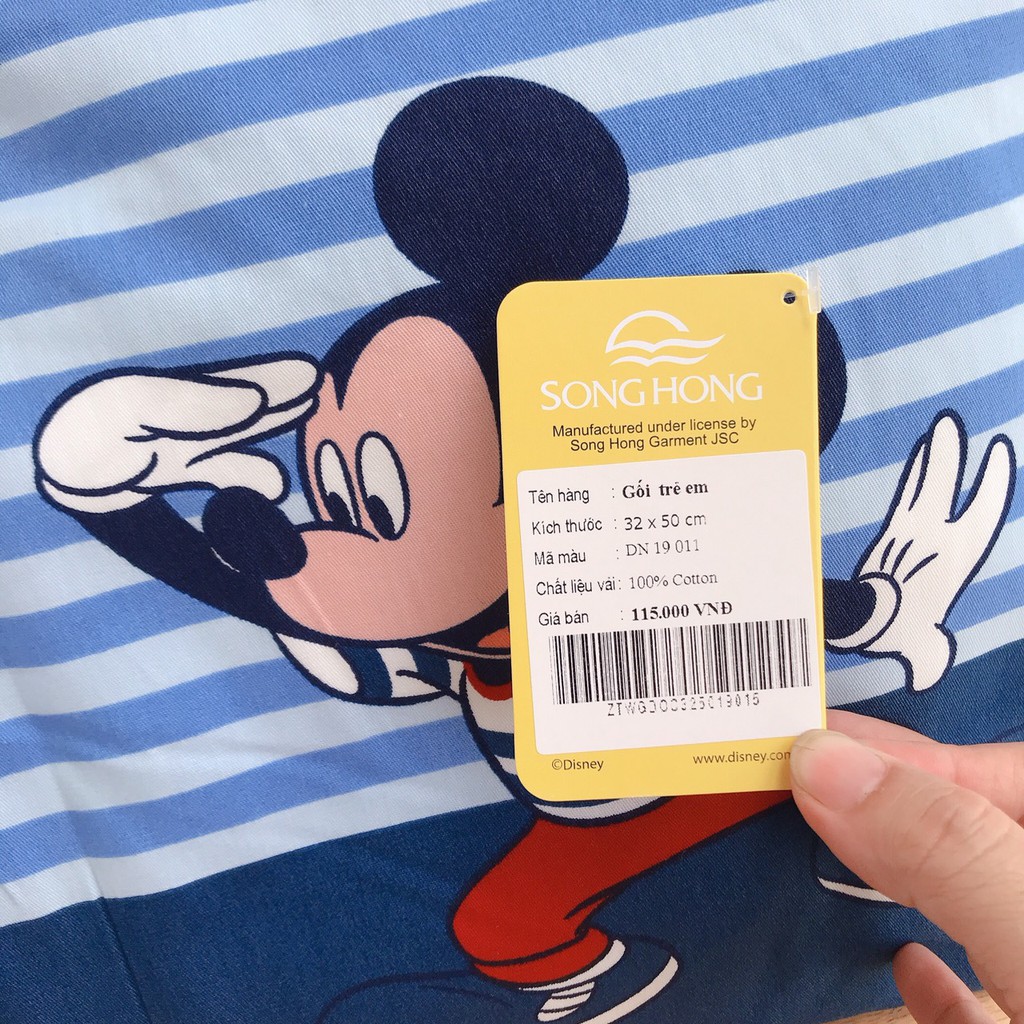 SONG HONG
Manufactured under license by
Song Hong Garment JSC
Tên hàng : Gối trẻ em
Kích thước : 32 x 50 cm
Mã màu : DN 19 011
Chất liệu vải : 100% Cotton
Giá bán : 115.000 VNĐ
©Disney www.disney.com